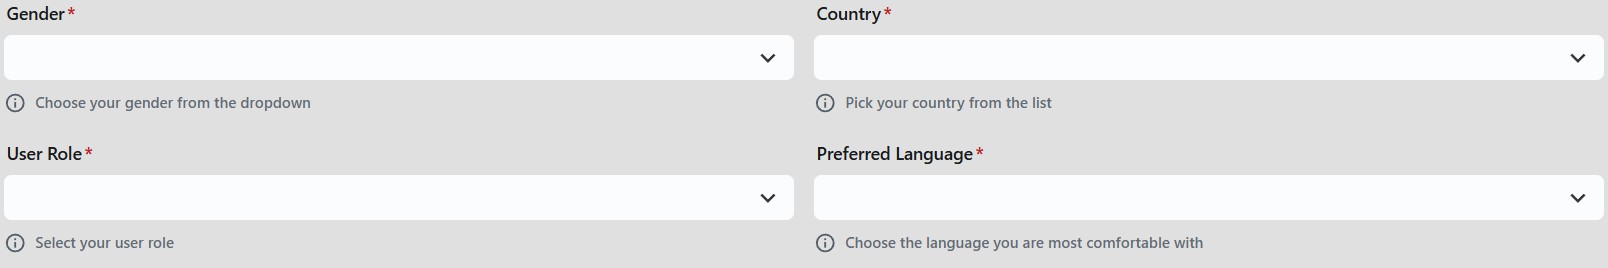 Gender*
Country*
Choose your gender from the dropdown
Pick your country from the list
User Role*
Preferred Language*
Select your user role
Choose the language you are most comfortable with